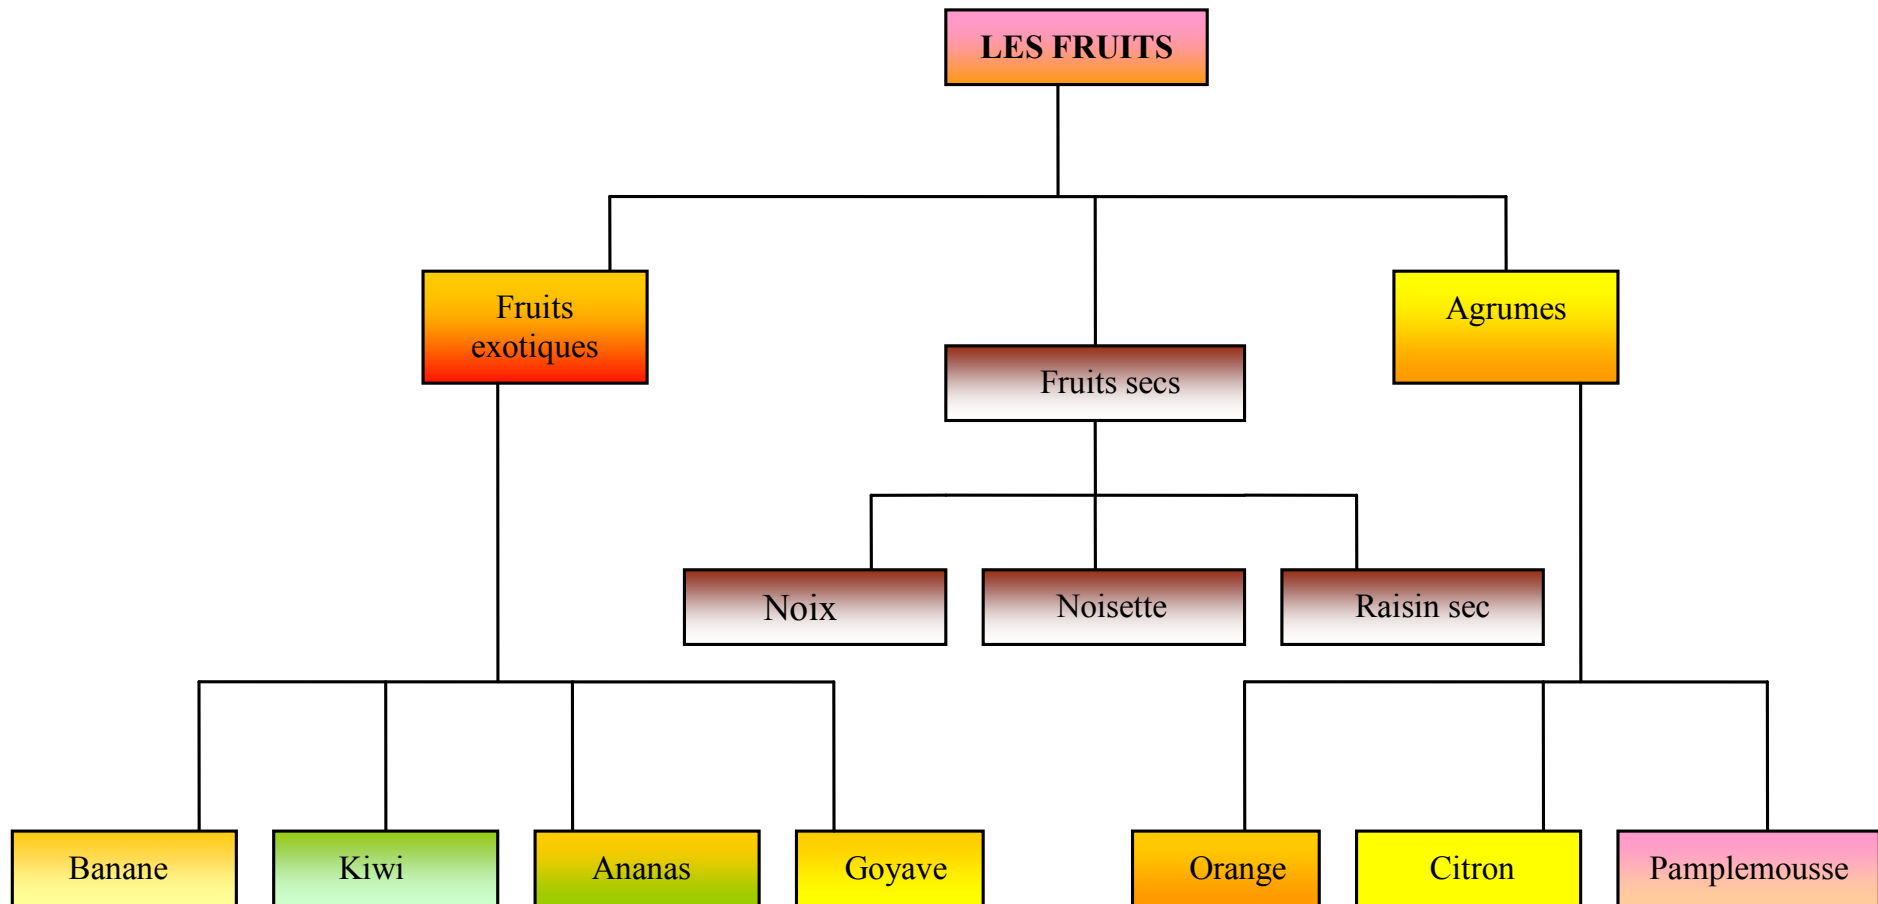 LES FRUITS
Fruits
exotiques
Agrumes
Fruits secs
Noix
Noisette
Raisin sec
Banane
Kiwi
Ananas
Goyave
Orange
Citron
Pamplemousse